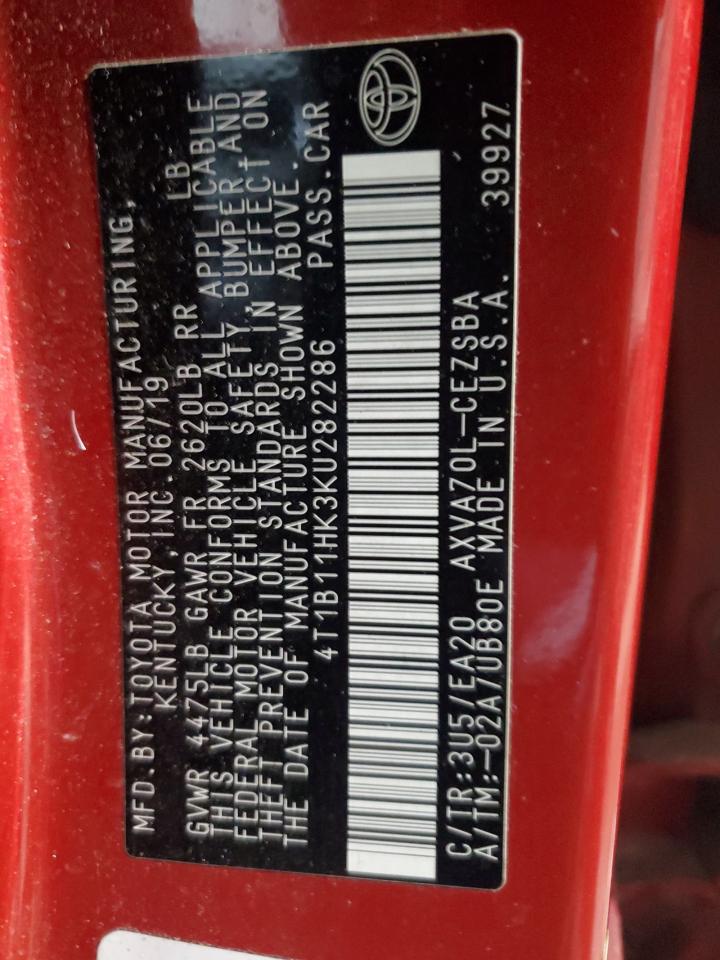 MFD.BY:TOYOTA MOTOR MANUFACTURING,
KENTUCKY,INC.06/19
GVWR 4475LB GAWR FR 2620LB RR LB
THIS VEHICLE CONFORMS TO ALL APPLICABLE
FEDERAL MOTOR VEHICLE SAFETY,BUMPER,AND
THEFT PREVENTION STANDARDS IN EFFECT ON
THE DATE OF MANUFACTURE SHOWN ABOVE.
4T1B11HK3KU282286 PASS.CAR
C/TR:3U5/EA20 AXVA70L-CEZSBA
A/TM:-02A/UB80E MADE IN U.S.A. 39927